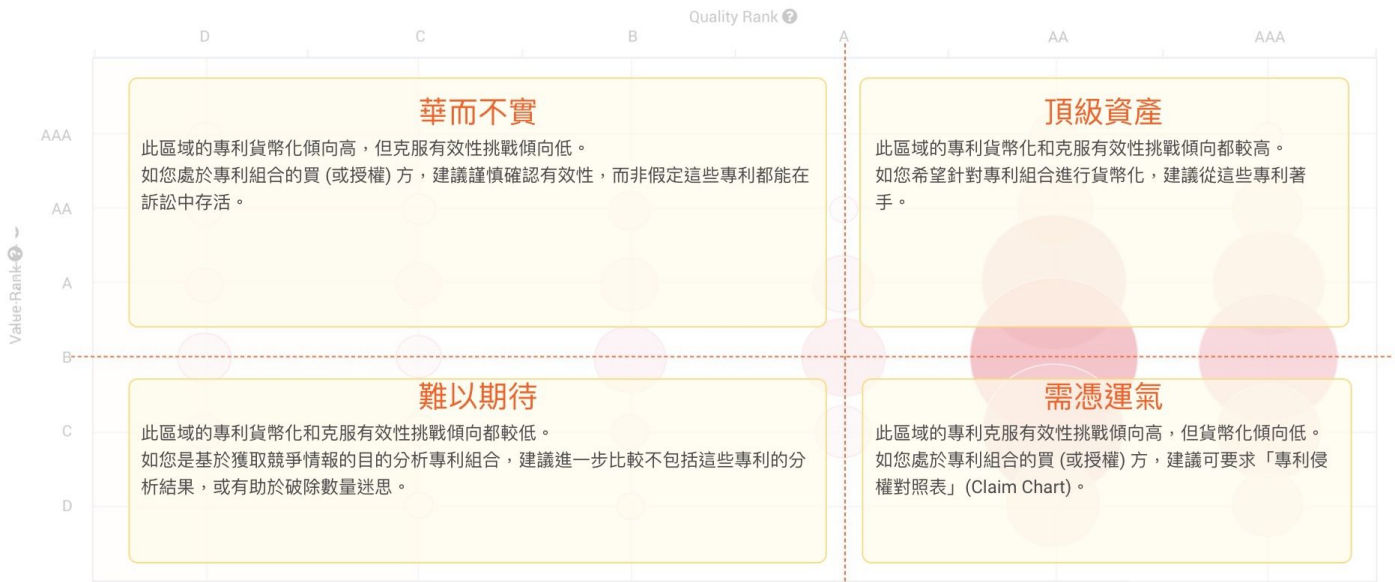 Quality Rank ?
D C B A AA AAA
AAA
AA
A
B
C
D
Value Rank ?
華而不實
此區域的專利貨幣化傾向高，但克服有效性挑戰傾向低。
如您處於專利組合的買 (或授權) 方，建議謹慎確認有效性，而非假定這些專利都能在
訴訟中存活。
頂級資產
此區域的專利貨幣化和克服有效性挑戰傾向都較高。
如您希望針對專利組合進行貨幣化，建議從這些專利著
手。
難以期待
此區域的專利貨幣化和克服有效性挑戰傾向都較低。
如您是基於獲取競爭情報的目的分析專利組合，建議進一步比較不包括這些專利的分
析結果，或有助於破除數量迷思。
需憑運氣
此區域的專利克服有效性挑戰傾向高，但貨幣化傾向低。
如您處於專利組合的買 (或授權) 方，建議可要求「專利侵
權對照表」(Claim Chart)。